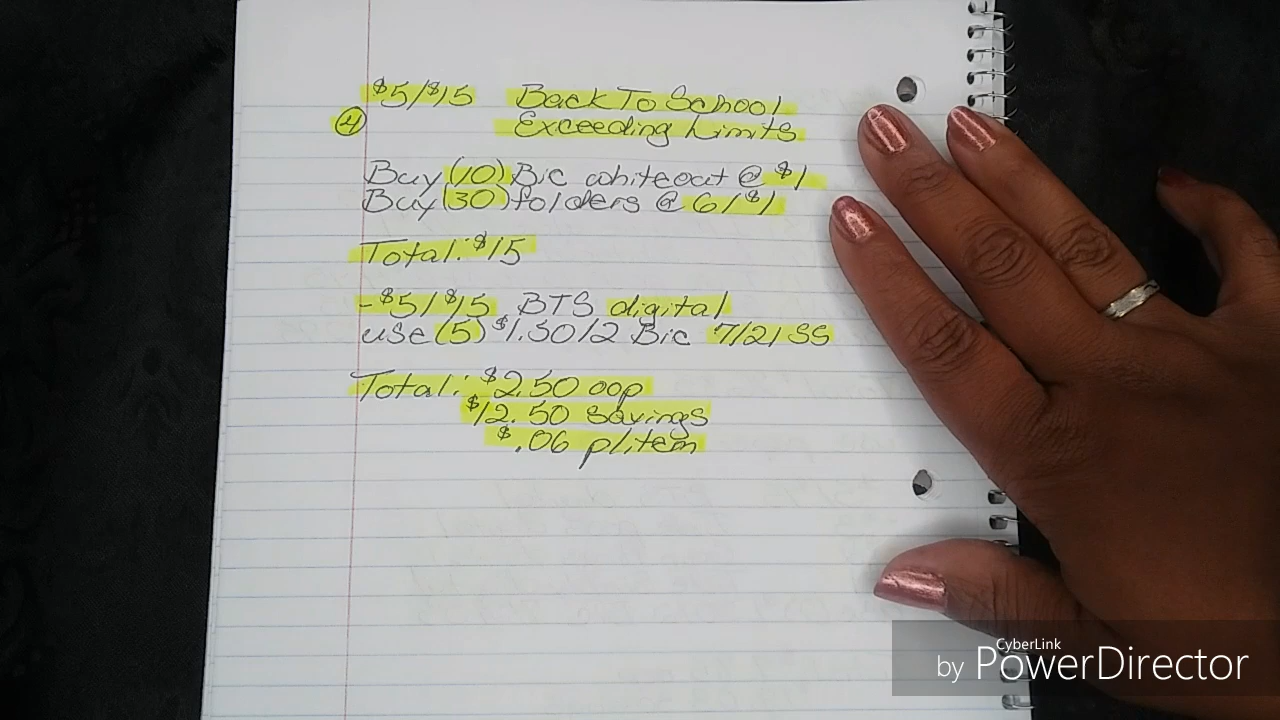 $5/$15 Back To School
4 Exceeding Limits
Buy (10) Bic whiteout @ $1
Buy (30) folders @ 6/$1
Total: $15
-$5/$15 BTS digital
use (5) $1.50/2 Bic 7/21 SS
Total: $2.50 oop
$12.50 savings
$.06 p/item
CyberLink
by PowerDirector